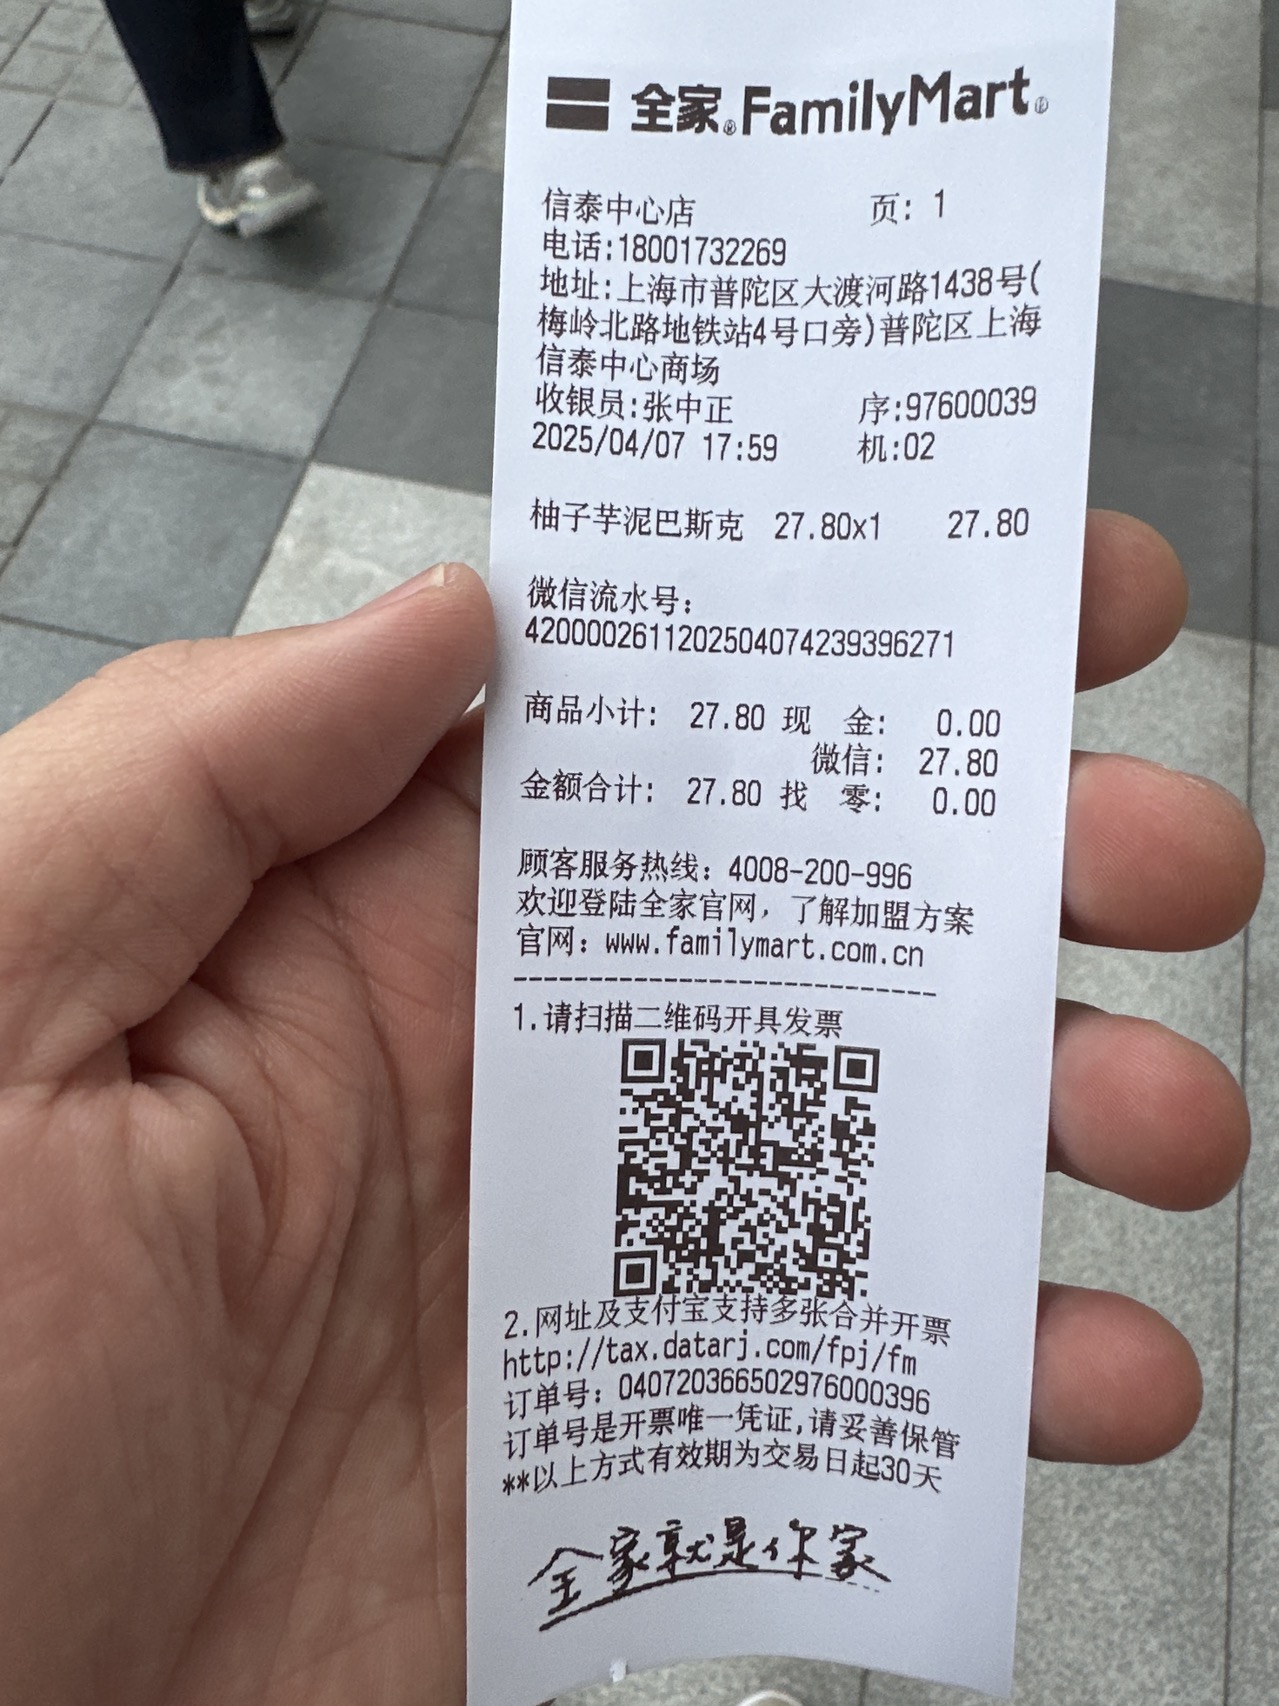 全家®FamilyMart®
信泰中心店 页: 1
电话:18001732269
地址:上海市普陀区大渡河路1438号(
梅岭北路地铁站4号口旁)普陀区上海
信泰中心商场
收银员:张中正 序:97600039
2025/04/07 17:59 机:02
柚子芋泥巴斯克 27.80x1 27.80
微信流水号:
4200002611202504074239396271
商品小计: 27.80 现 金: 0.00
微信: 27.80
金额合计: 27.80 找 零: 0.00
顾客服务热线: 4008-200-996
欢迎登陆全家官网, 了解加盟方案
官网: www.familymart.com.cn
1.请扫描二维码开具发票
2.网址及支付宝支持多张合并开票
http://tax.datarj.com/fpj/fm
订单号: 040720366502976000396
订单号是开票唯一凭证,请妥善保管
**以上方式有效期为交易日起30天
全家就是你家